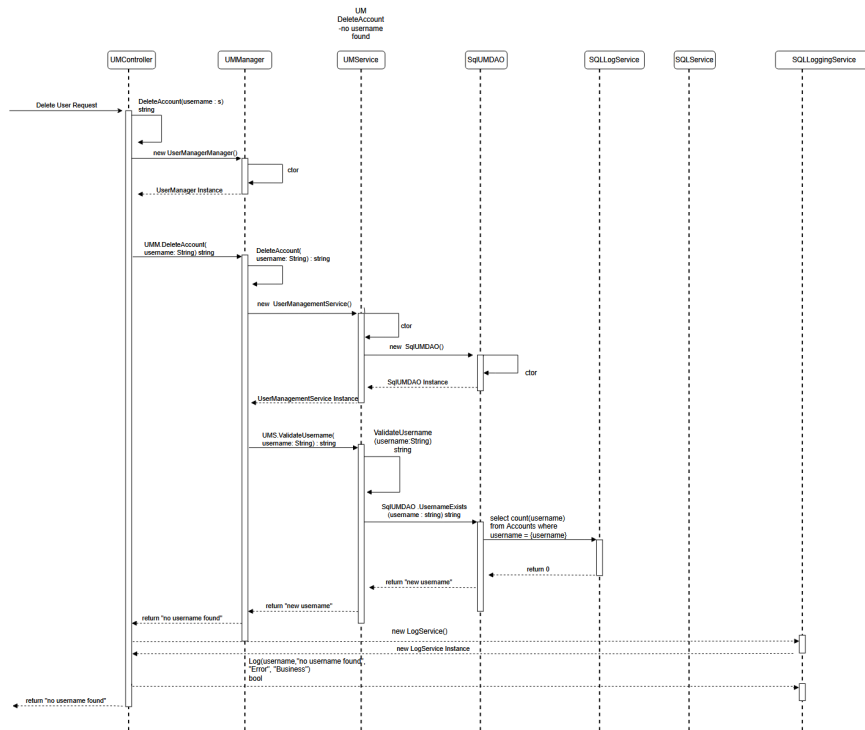 UM
DeleteAccount
-no username
found
UMController
UMManager
UMService
SqlUMDAO
SQLLogService
SQLService
SQLLoggingService
Delete User Request
DeleteAccount(username : s)
string
new UserManagerManager()
ctor
UserManager Instance
UMM.DeleteAccount(
username: String) string
DeleteAccount(
username: String) : string
new UserManagementService()
ctor
new SqlUMDAO()
ctor
SqlUMDAO Instance
UserManagementService Instance
UMS.ValidateUsername(
username: String) : string
ValidateUsername
(username:String)
string
SqlUMDAO .UsernameExists
(username : string) string
select count(username)
from Accounts where
username = {username}
return 0
return "new username"
return "new username"
return "no username found"
new LogService()
new LogService Instance
Log(username,"no username found",
"Error", "Business")
bool
return "no username found"